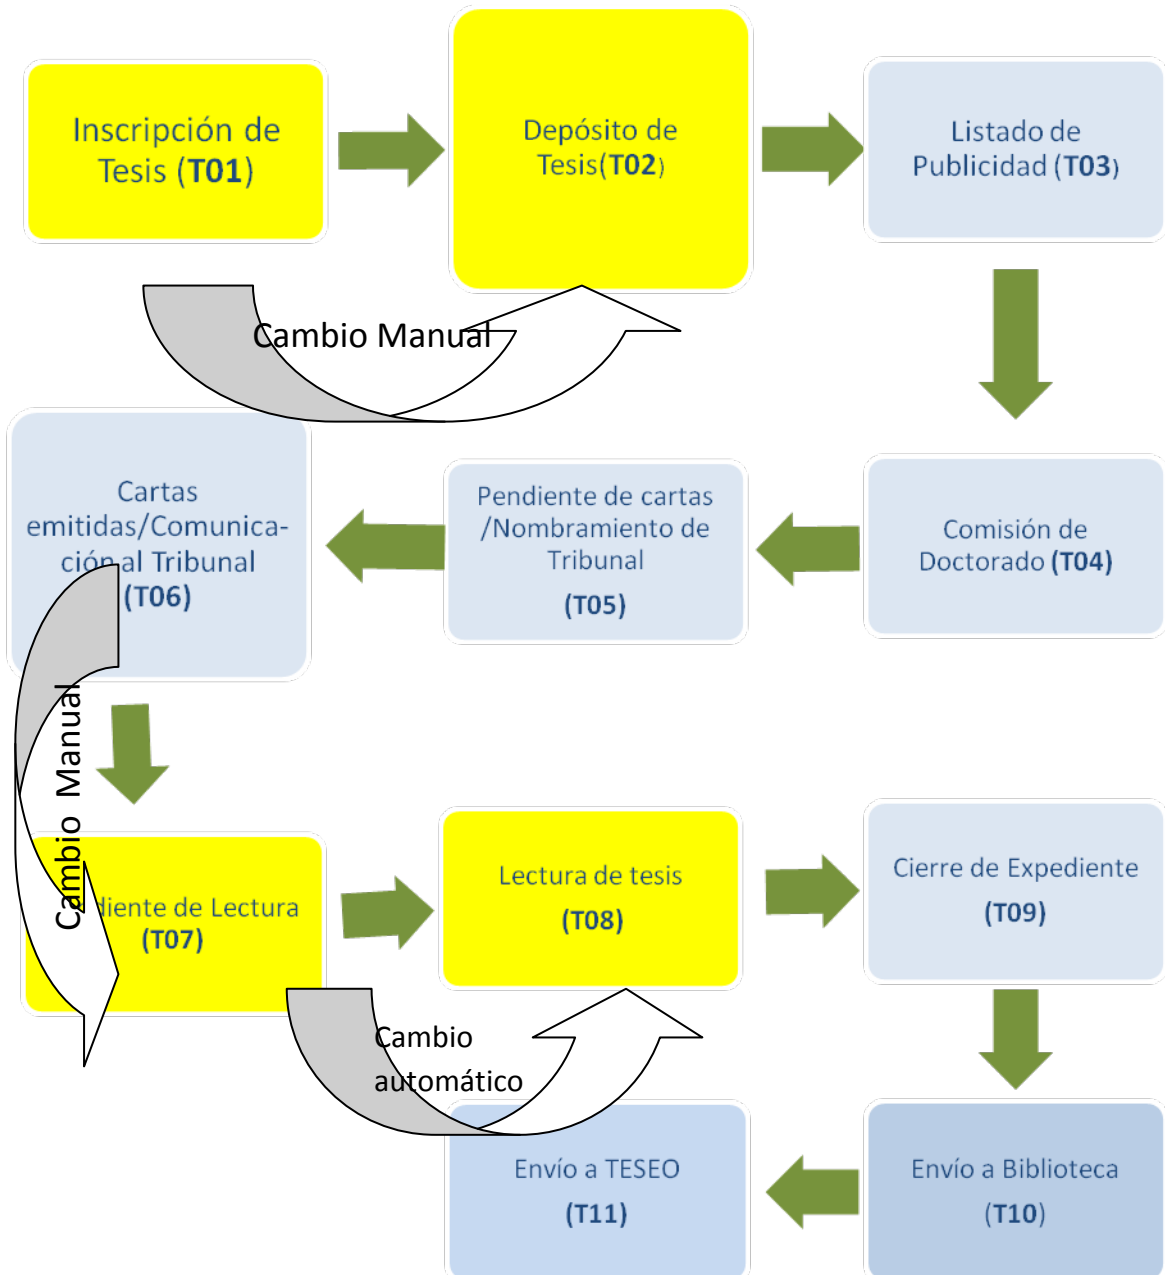 Inscripción de
Tesis (T01)
Depósito de
Tesis(T02)
Listado de
Publicidad (T03)
Cambio Manual
Cartas
emitidas/Comunica-
ción al Tribunal
(T06)
Pendiente de cartas
/Nombramiento de
Tribunal
(T05)
Comisión de
Doctorado (T04)
Cambio Manual
diente de Lectura
(T07)
Lectura de tesis
(T08)
Cierre de Expediente
(T09)
Cambio
automático
Envío a TESEO
(T11)
Envío a Biblioteca
(T10)